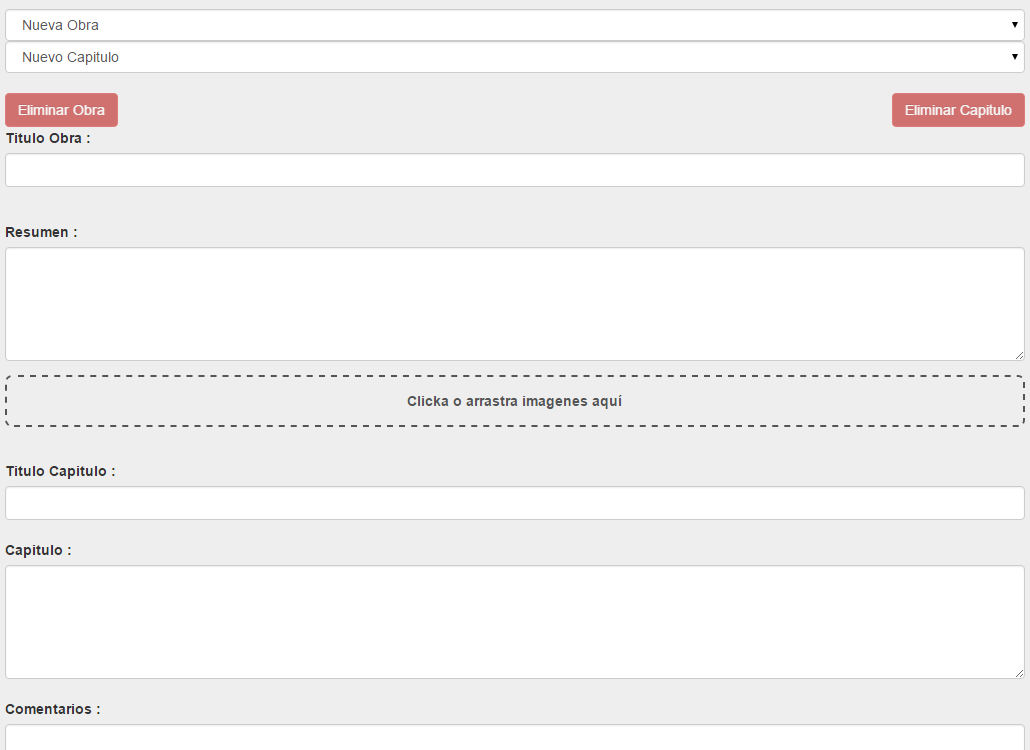 Nueva Obra
Nuevo Capitulo
Eliminar Obra
Eliminar Capitulo
Titulo Obra :
Resumen :
Clicka o arrastra imagenes aquí
Titulo Capitulo :
Capitulo :
Comentarios :